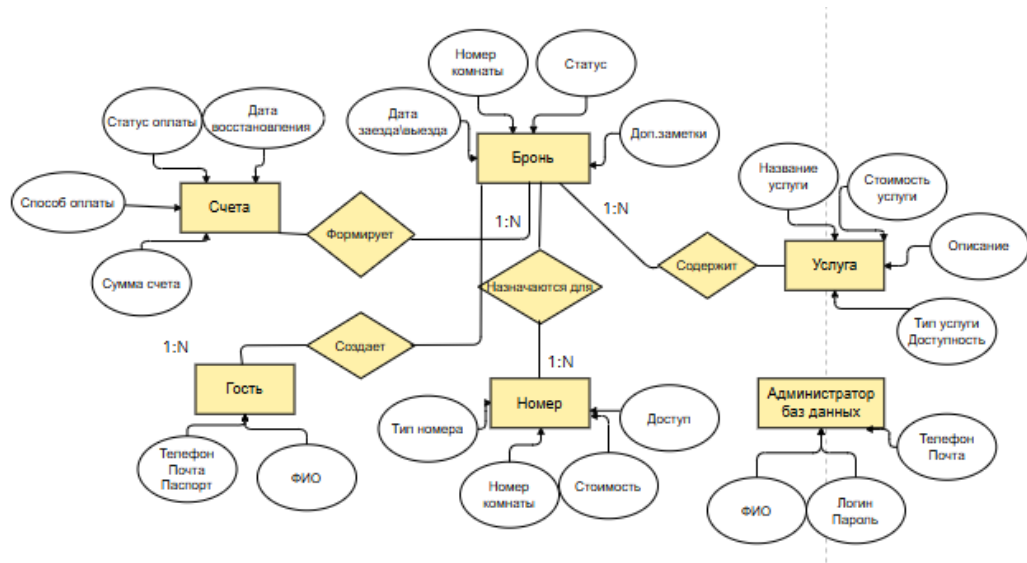 Номер
комнаты
Статус
Статус оплаты
Дата
восстановления
Дата
заезда\выезда
Доп.заметки
Бронь
Название
услуги
Стоимость
услуги
Способ оплаты
Счета
1:N
1:N
Формирует
Описание
Содержит
Услуга
Сумма счета
Назначаются для
Тип услуги
Доступность
1:N
Создает
1:N
Гость
Номер
Администратор
баз данных
Тип номера
Доступ
Телефон
Почта
Телефон
Почта
Паспорт
ФИО
Номер
комнаты
Стоимость
ФИО
Логин
Пароль